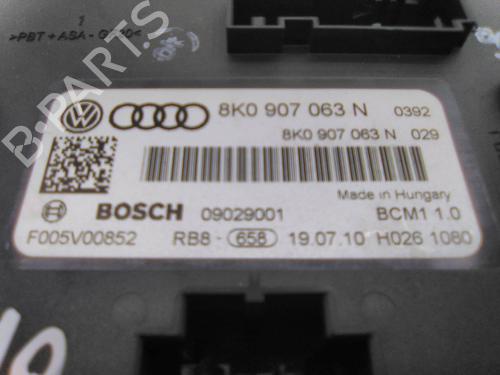 1
>PBT+ASA-
8K0 907 063 N 0392
8K0 907 063 N 029
Made in Hungary
BOSCH 09029001 BCM1 1.0
F005V00852 RB8- 658 19.07.10 H026 1080
B-PARTS